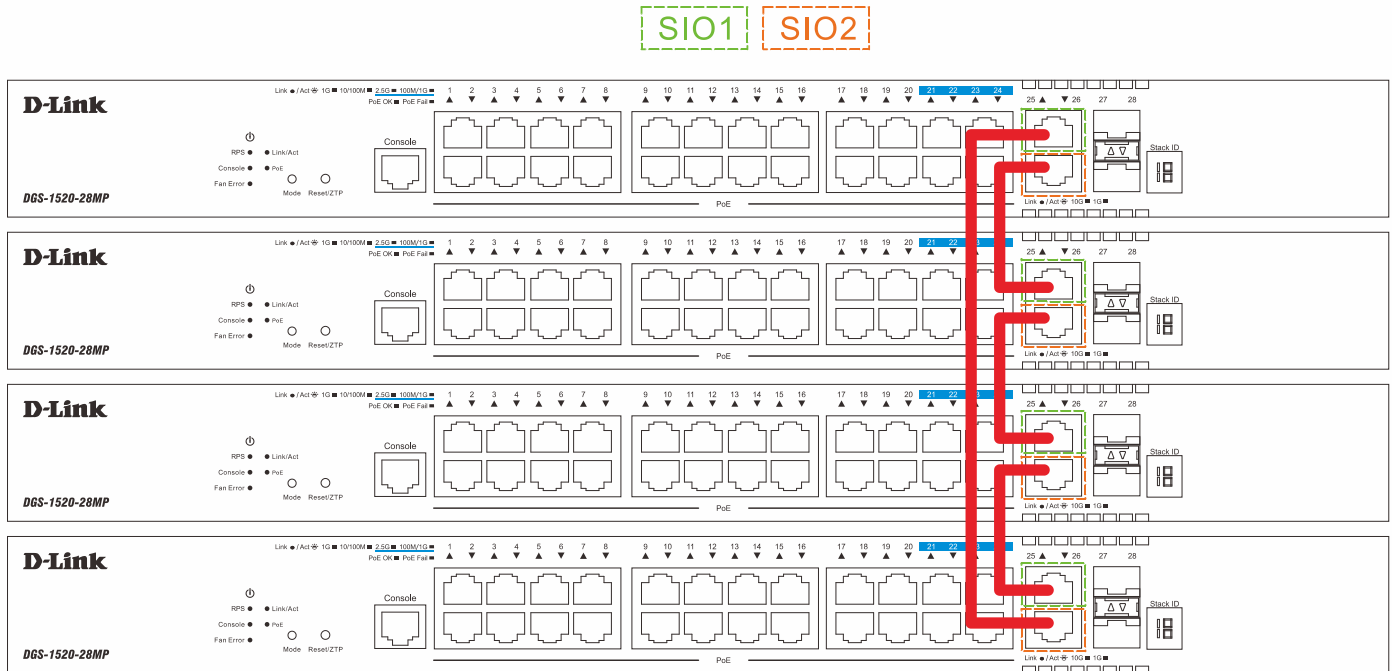 SIO1 SIO2
D-Link
Link /Act 1G 10/100M 2.5G 100M/1G 1 2 3 4 5 6 7 8 9 10 11 12 13 14 15 16 17 18 19 20 21 22 23 24 25 26 27 28
PoE OK PoE Fail
Console
RPS Link/Act
Console PoE
Fan Error
Mode Reset/ZTP
Stack ID
DGS-1520-28MP
PoE
Link /Act 10G 1G
D-Link
Link /Act 1G 10/100M 2.5G 100M/1G 1 2 3 4 5 6 7 8 9 10 11 12 13 14 15 16 17 18 19 20 21 22 25 26 27 28
PoE OK PoE Fail
Console
RPS Link/Act
Console PoE
Fan Error
Mode Reset/ZTP
Stack ID
DGS-1520-28MP
PoE
Link /Act 10G 1G
D-Link
Link /Act 1G 10/100M 2.5G 100M/1G 1 2 3 4 5 6 7 8 9 10 11 12 13 14 15 16 17 18 19 20 21 22 25 26 27 28
PoE OK PoE Fail
Console
RPS Link/Act
Console PoE
Fan Error
Mode Reset/ZTP
Stack ID
DGS-1520-28MP
PoE
Link /Act 10G 1G
D-Link
Link /Act 1G 10/100M 2.5G 100M/1G 1 2 3 4 5 6 7 8 9 10 11 12 13 14 15 16 17 18 19 20 21 22 25 26 27 28
PoE OK PoE Fail
Console
RPS Link/Act
Console PoE
Fan Error
Mode Reset/ZTP
Stack ID
DGS-1520-28MP
PoE
Link /Act 10G 1G